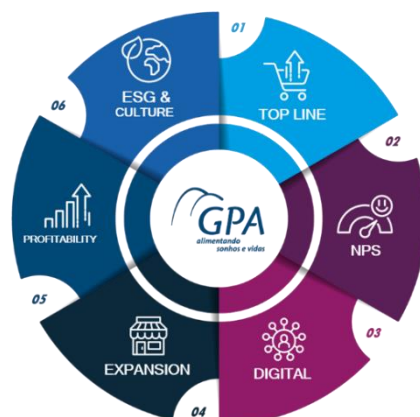 01
TOP LINE
02
NPS
03
DIGITAL
04
EXPANSION
05
PROFITABILITY
06
ESG &
CULTURE
GPA
alimentando
sonhos e vidas